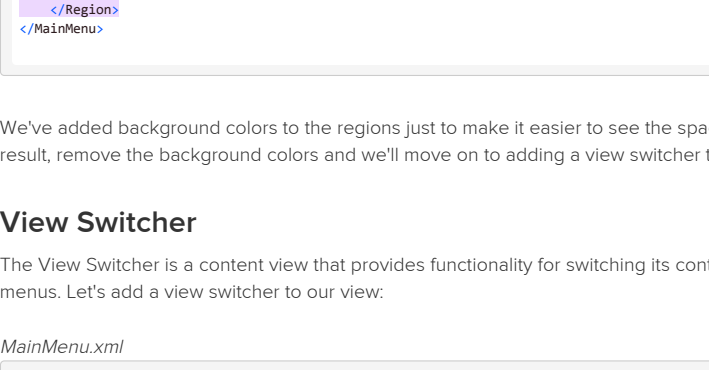 </Region>
</MainMenu>
We've added background colors to the regions just to make it easier to see the
result, remove the background colors and we'll move on to adding a view switcher
View Switcher
The View Switcher is a content view that provides functionality for switching its
menus. Let's add a view switcher to our view:
MainMenu.xml